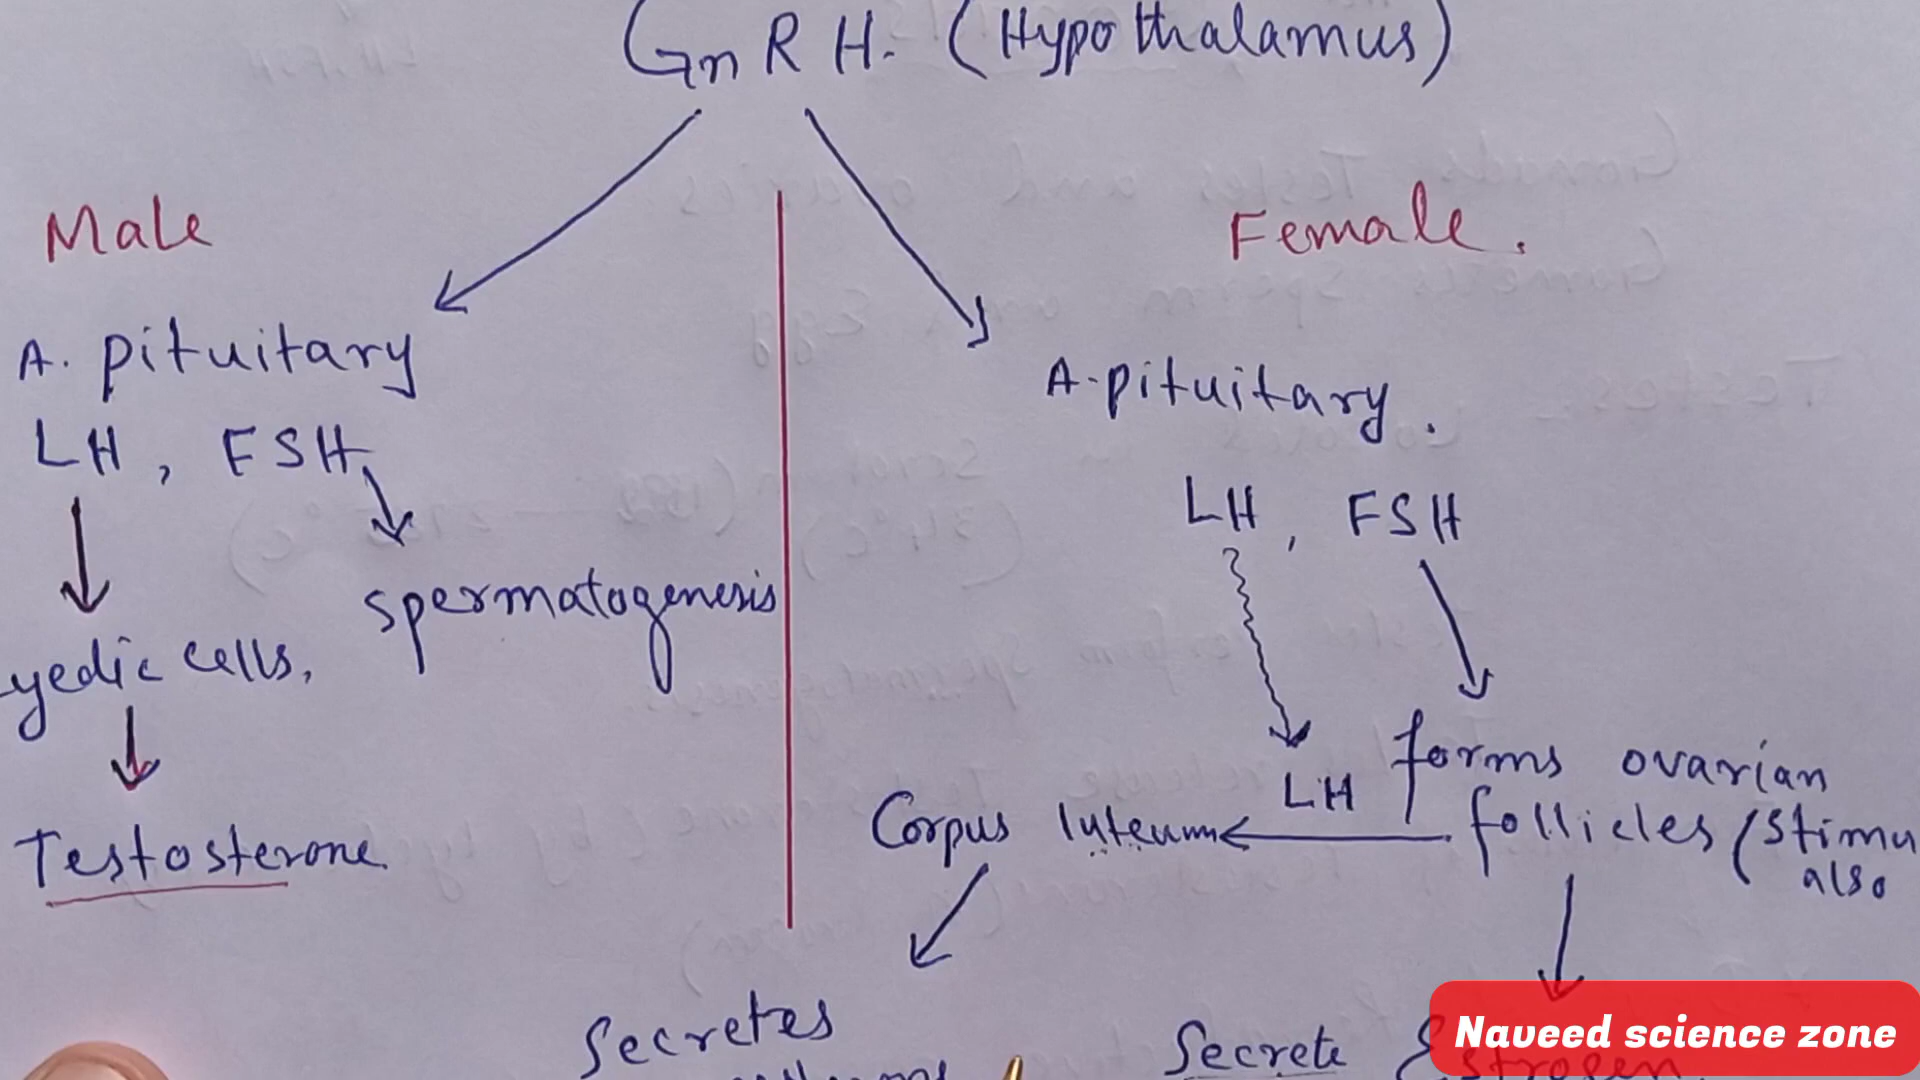 GnRH. (Hypothalamus)
Male
A. pituitary
LH, FSH
spermatogenesis
yedic cells,
Testosterone
Female.
A-pituitary.
LH, FSH
LH
forms ovarian
follicles (Stimu
also
Corpus luteum
Secretes
Secrete Estrogen
Naveed science zone